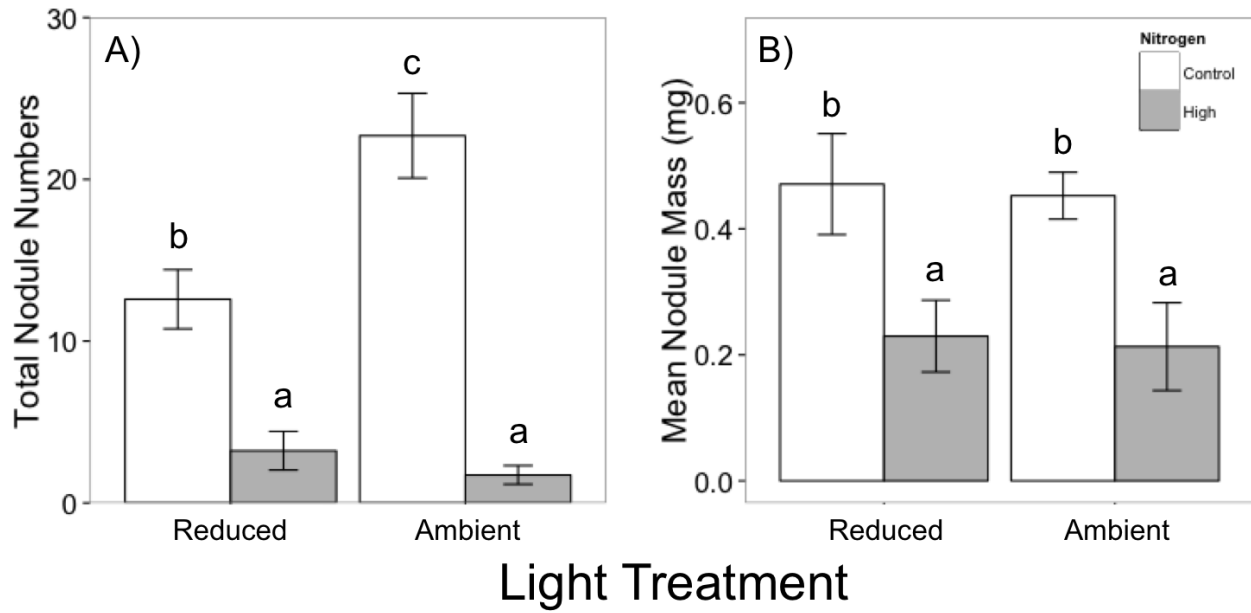 A)
Total Nodule Numbers
30
20
10
0
b
a
c
a
Reduced
Ambient
B)
Mean Nodule Mass (mg)
0.6
0.4
0.2
0.0
b
a
b
a
Nitrogen
Control
High
Reduced
Ambient
Light Treatment